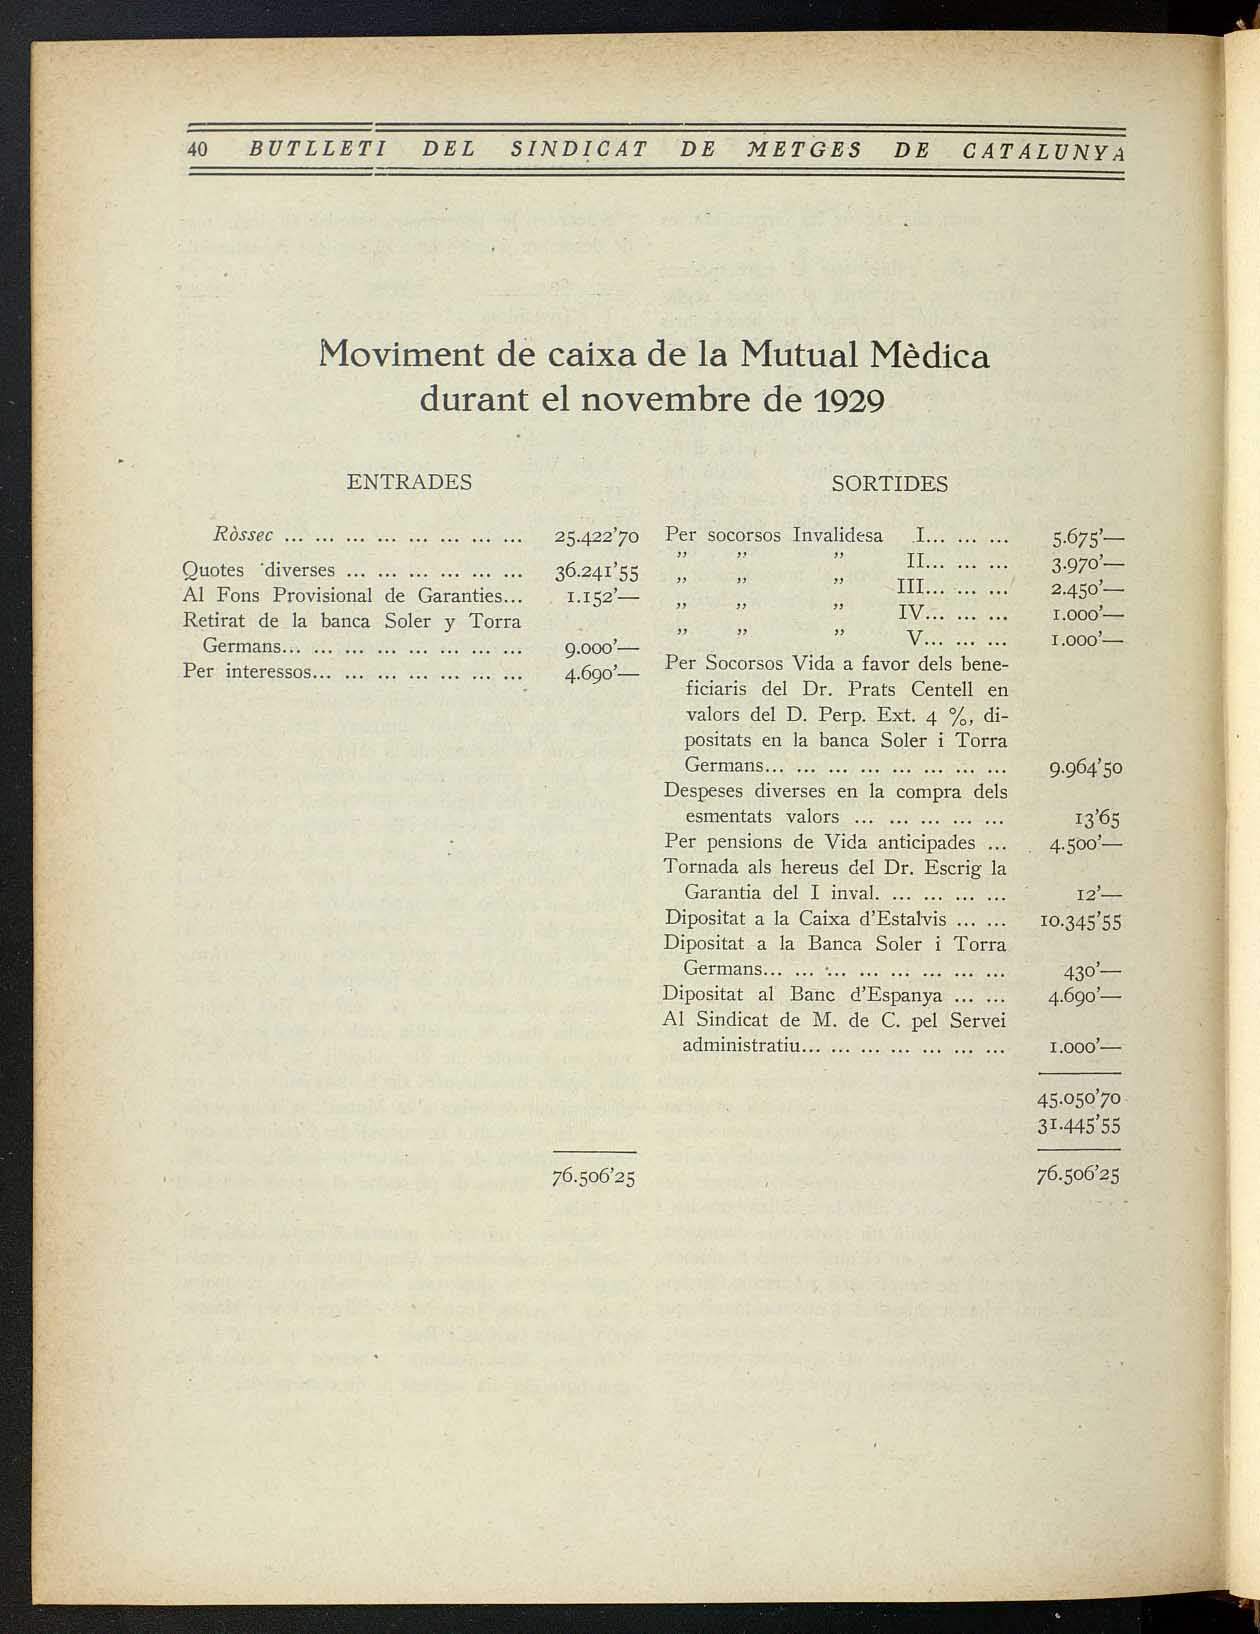 40 BUTLLETI DEL SINDICAT DE METGES DE CATALUNYA
Moviment de caixa de la Mutual Mèdica
durant el novembre de 1929
ENTRADES
Ròssec ... ... ... ... ... ... ... ... 25.422’70
Quotes diverses ... ... ... ... ... ... 36.241’55
Al Fons Provisional de Garanties... 1.152’—
Retirat de la banca Soler y Torra
Germans... ... ... ... ... ... ... ... 9.000’—
Per interessos... ... ... ... ... ... ... 4.690’—
76.506’25
SORTIDES
Per socorsos Invalidesa I... ... ... 5.675’—
” ” ” II... ... ... 3.970’—
” ” ” III... ... ... 2.450’—
” ” ” IV... ... ... 1.000’—
” ” ” V... ... ... 1.000’—
Per Socorsos Vida a favor dels bene-
ficiaris del Dr. Prats Centell en
valors del D. Perp. Ext. 4 %, di-
positats en la banca Soler i Torra
Germans... ... ... ... ... ... ... ... 9.964’50
Despeses diverses en la compra dels
esmentats valors ... ... ... ... ... 13’65
Per pensions de Vida anticipades ... 4.500’—
Tornada als hereus del Dr. Escrig la
Garantia del I inval. ... ... ... ... 12’—
Dipositat a la Caixa d’Estalvis ... ... 10.345’55
Dipositat a la Banca Soler i Torra
Germans... ... ... ... ... ... ... ... 430’—
Dipositat al Banc d’Espanya ... ... 4.690’—
Al Sindicat de M. de C. pel Servei
administratiu... ... ... ... ... ... ... 1.000’—
45.050’70
31.445’55
76.506’25